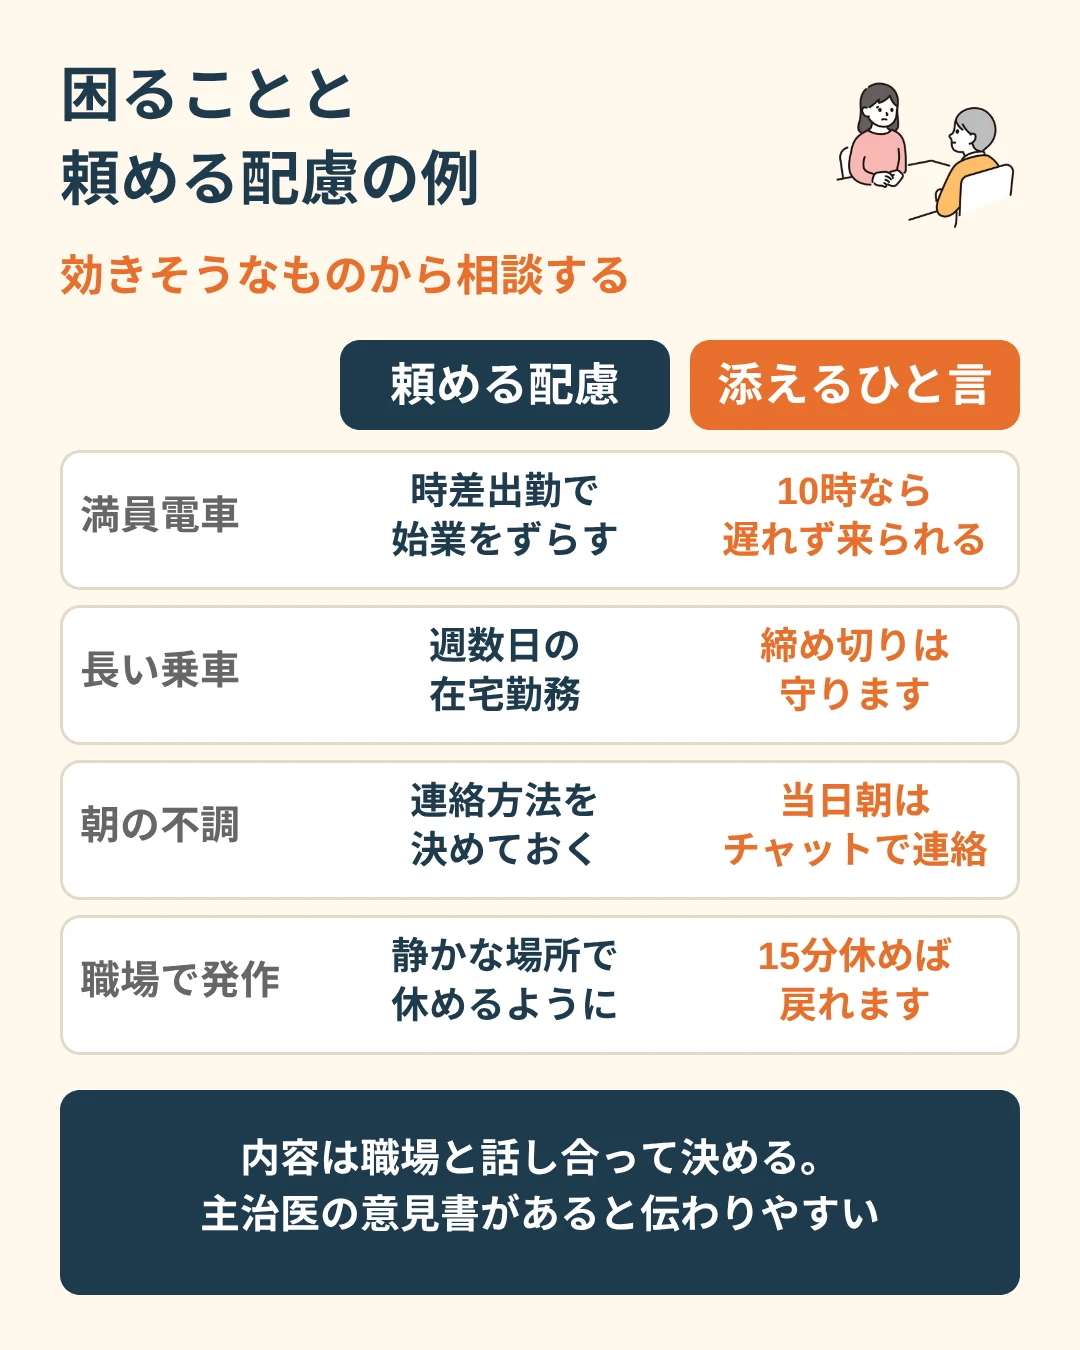 困ることと
頼める配慮の例
効きそうなものから相談する
頼める配慮
添えるひと言
満員電車
時差出勤で
始業をずらす
10時なら
遅れず来られる
長い乗車
週数日の
在宅勤務
締め切りは
守ります
朝の不調
連絡方法を
決めておく
当日朝は
チャットで連絡
職場で発作
静かな場所で
休めるように
15分休めば
戻れます
内容は職場と話し合って決める。
主治医の意見書があると伝わりやすい